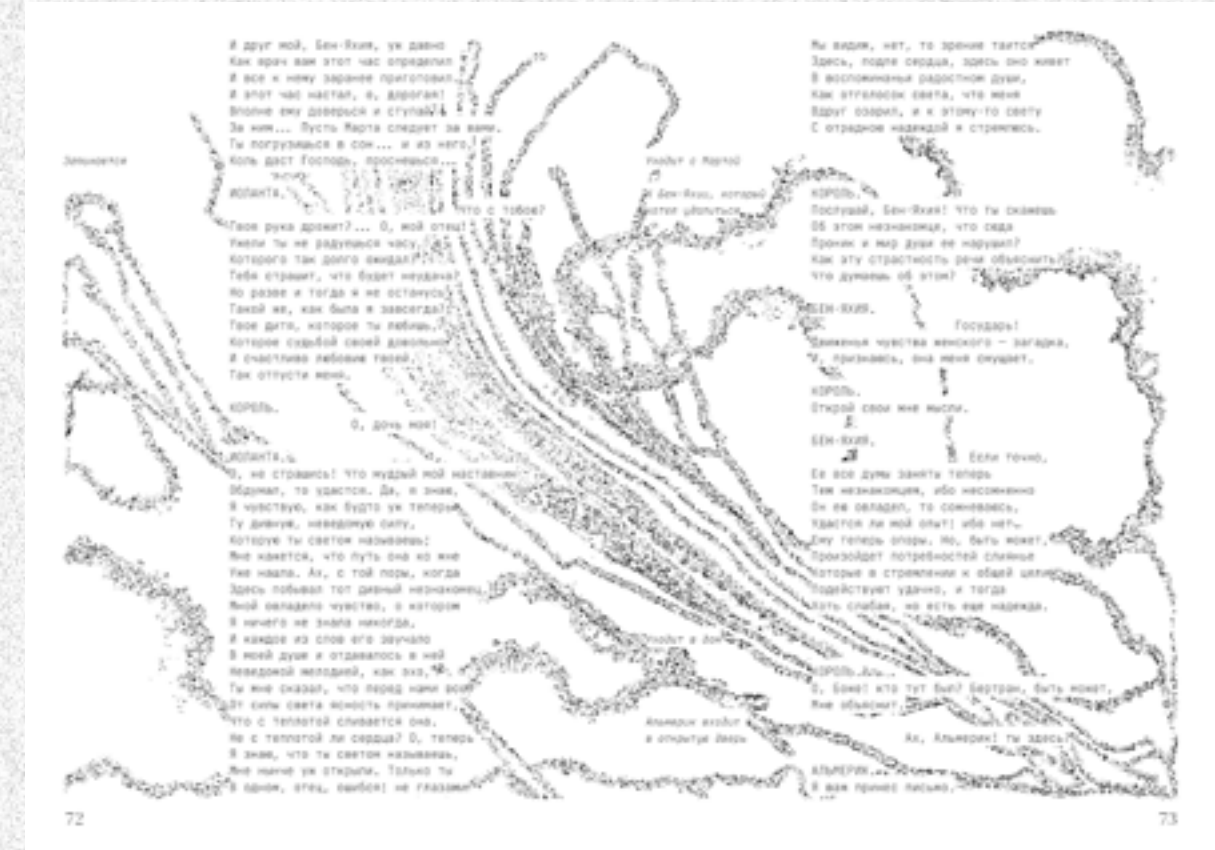 И друг мой, Бен-Яхия, уж давно
Как врач вам этот час определил
И все к нему заранее приготовил.
И этот час настал, о, дорогая!
Вполне ему доверься и ступай
За ним... Пусть Марта следует за вами.
Ты погрузишься в сон... и из него,
Коль даст Господь, проснешься...
Запинается
ИОЛАНТА.
Что с тобою?
Твоя рука дрожит?... О, мой отец!
Ужели ты не радуешься часу,
Которого так долго ожидал?
Тебя страшит, что будет неудача?
Но разве и тогда я не останусь
Такой же, как была я завсегда?
Твое дитя, которое ты любишь,
Которое судьбой своей довольно
И счастливо любовию твоей.
Так отпусти меня.
КОРОЛЬ.
О, дочь моя!
ИОЛАНТА.
О, не страшись! Что мудрый мой наставник
Обдумал, то удастся. Да, я знаю,
Я чувствую, как будто уж теперь
Ту дивную, неведомую силу,
Которую ты светом называешь;
Мне кажется, что путь она ко мне
Уже нашла. Ах, с той поры, когда
Здесь побывал тот дивный незнакомец,
Мной овладело чувство, о котором
Я ничего не знала никогда,
И каждое из слов его звучало
В моей душе и отдавалось в ней
Неведомой мелодией, как эхо,
Ты мне сказал, что перед нами все
От силы света ясность принимает,
Что с теплотой сливается она.
Не с теплотой ли сердца? О, теперь
Я знаю, что ты светом называешь,
Мне нынче уж открыли. Только ты
В одном, отец, ошибся! не глазами
72
Мы видим, нет, то зрение таится
Здесь, подле сердца, здесь оно живет
В воспоминаньи радостном души,
Как отголосок света, что меня
Вдруг озарил, и к этому-то свету
С отрадною надеждой я стремлюсь.
Уходит с Мартой
И Бен-Яхия, который
хотел удалиться
КОРОЛЬ.
Послушай, Бен-Яхия! Что ты скажешь
Об этом незнакомце, что сюда
Проник и мир души ее нарушил?
Как эту страстность речи объяснить?
Что думаешь об этом?
БЕН-ЯХИЯ.
Государь!
Движенья чувства женского – загадка,
И, признаюсь, она меня смущает.
КОРОЛЬ.
Открой свои мне мысли.
БЕН-ЯХИЯ.
Если точно,
Ее все думы заняты теперь
Тем незнакомцем, ибо несомненно
Он ею овладел, то сомневаюсь,
Удастся ли мой опыт! ибо нет
Ему теперь опоры. Но, быть может,
Произойдет потребностей слиянье
Которые в стремлении к общей цели
Подействуют удачно, и тогда
Хоть слабая, но есть еще надежда.
Уходит в дом
КОРОЛЬ.
О, Боже! кто тут был? Бертран, быть может,
Мне объяснит
Альмерик входит
в открытую дверь
Ах, Альмерик! ты здесь?
АЛЬМЕРИК.
Я вам принес письмо.
73